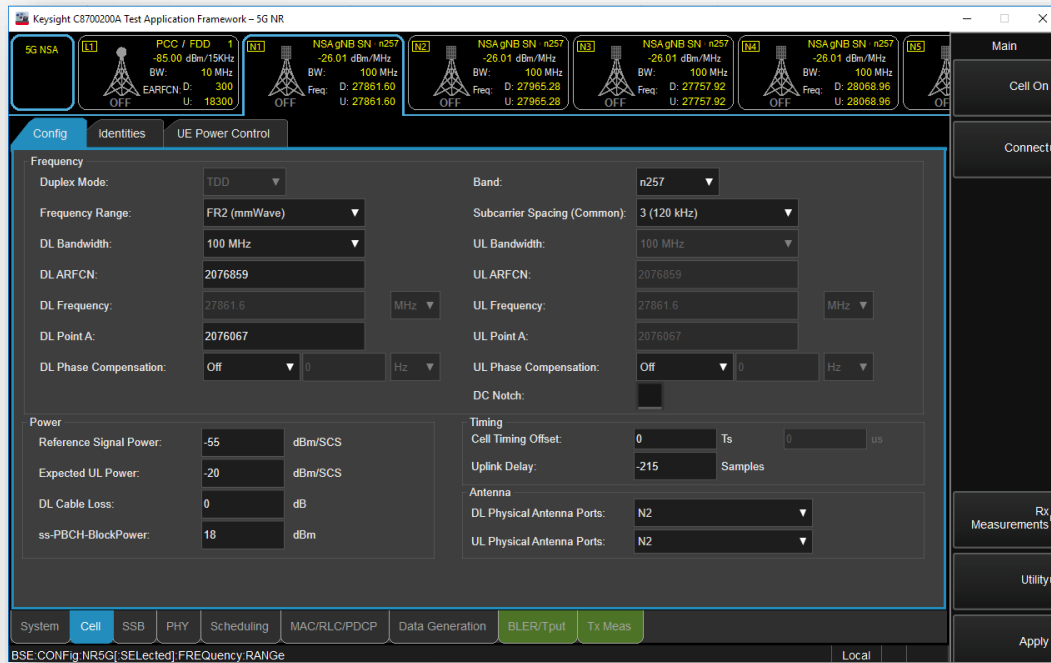 Keysight C8700200A Test Application Framework – 5G NR
5G NSA
L1 PCC / FDD 1
-85.00 dBm/15KHz
BW: 10 MHz
EARFCN: D: 300
U: 18300
OFF
N1 NSA gNB SN · n257
-26.01 dBm/MHz
BW: 100 MHz
Freq: D: 27861.60
U: 27861.60
OFF
N2 NSA gNB SN · n257
-26.01 dBm/MHz
BW: 100 MHz
Freq: D: 27965.28
U: 27965.28
OFF
N3 NSA gNB SN · n257
-26.01 dBm/MHz
BW: 100 MHz
Freq: D: 27757.92
U: 27757.92
OFF
N4 NSA gNB SN · n257
-26.01 dBm/MHz
BW: 100 MHz
Freq: D: 28068.96
U: 28068.96
OFF
N5
OF
Main
Cell On
Connect
Config Identities UE Power Control
Frequency
Duplex Mode: TDD Band: n257
Frequency Range: FR2 (mmWave) Subcarrier Spacing (Common): 3 (120 kHz)
DL Bandwidth: 100 MHz UL Bandwidth: 100 MHz
DL ARFCN: 2076859 UL ARFCN: 2076859
DL Frequency: 27861.6 MHz UL Frequency: 27861.6 MHz
DL Point A: 2076067 UL Point A: 2076067
DL Phase Compensation: Off 0 Hz UL Phase Compensation: Off 0 Hz
DC Notch:
Power
Reference Signal Power: -55 dBm/SCS
Expected UL Power: -20 dBm/SCS
DL Cable Loss: 0 dB
ss-PBCH-BlockPower: 18 dBm
Timing
Cell Timing Offset: 0 Ts 0 us
Uplink Delay: -215 Samples
Antenna
DL Physical Antenna Ports: N2
UL Physical Antenna Ports: N2
Rx
Measurements
Utility
Apply
System Cell SSB PHY Scheduling MAC/RLC/PDCP Data Generation BLER/Tput Tx Meas
BSE:CONFig:NR5G[:SELected]:FREQuency:RANGe Local